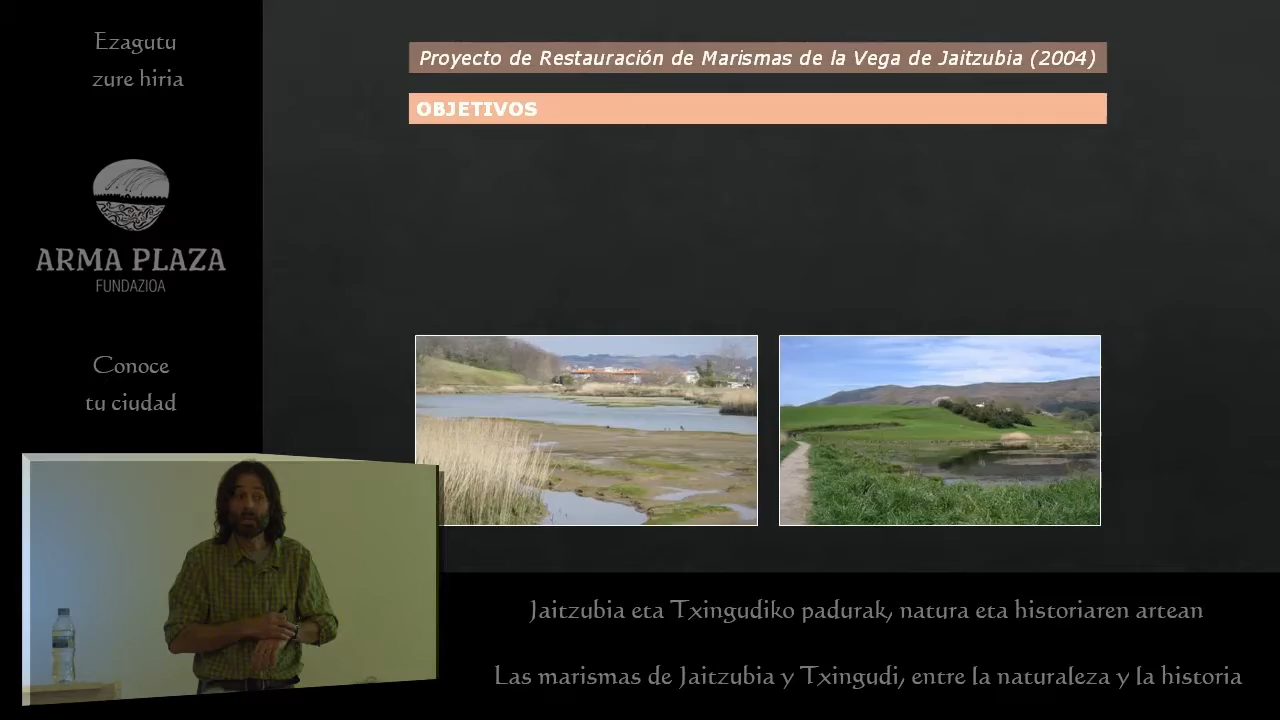 Ezagutu
zure hiria
ARMA PLAZA
FUNDAZIOA
Conoce
tu ciudad
Proyecto de Restauración de Marismas de la Vega de Jaitzubia (2004)
OBJETIVOS
Jaitzubia eta Txingudiko padurak, natura eta historiaren artean
Las marismas de Jaitzubia y Txingudi, entre la naturaleza y la historia